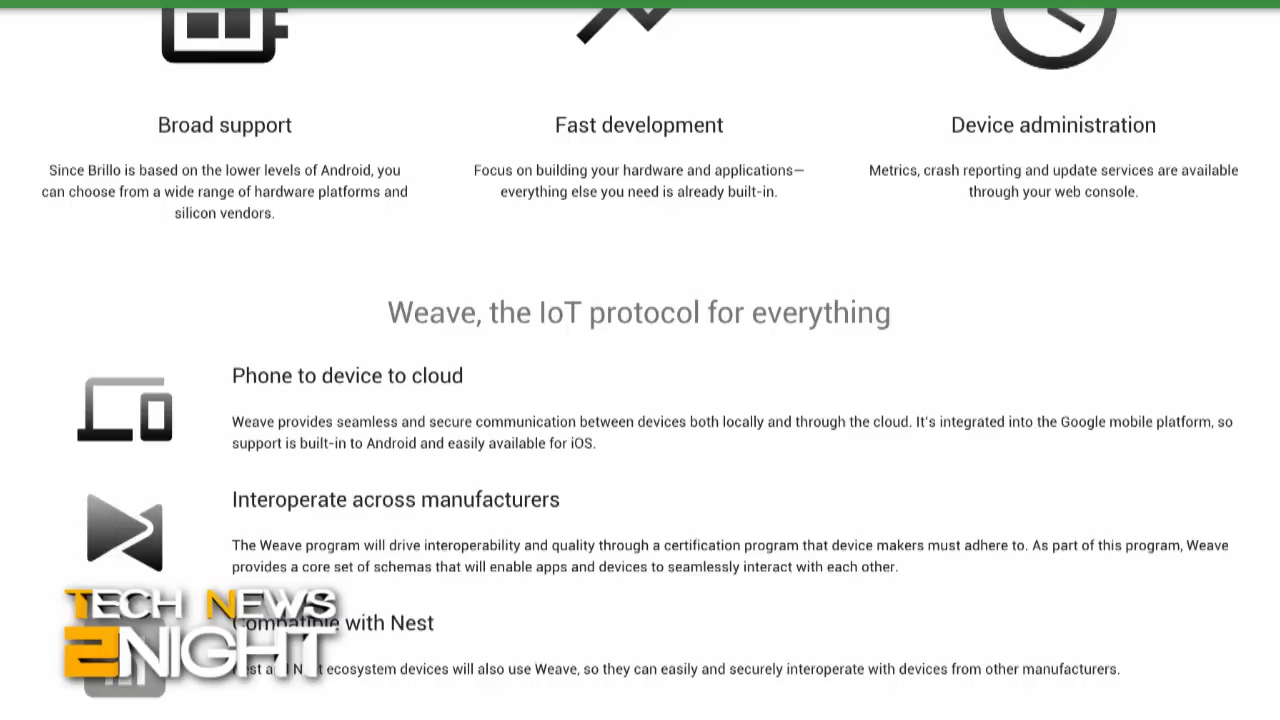 Broad support
Since Brillo is based on the lower levels of Android, you
can choose from a wide range of hardware platforms and
silicon vendors.
Fast development
Focus on building your hardware and applications—
everything else you need is already built-in.
Device administration
Metrics, crash reporting and update services are available
through your web console.
Weave, the IoT protocol for everything
Phone to device to cloud
Weave provides seamless and secure communication between devices both locally and through the cloud. It's integrated into the Google mobile platform, so
support is built-in to Android and easily available for iOS.
Interoperate across manufacturers
The Weave program will drive interoperability and quality through a certification program that device makers must adhere to. As part of this program, Weave
provides a core set of schemas that will enable apps and devices to seamlessly interact with each other.
Compatible with Nest
Nest and Nest ecosystem devices will also use Weave, so they can easily and securely interoperate with devices from other manufacturers.
TECH NEWS
2NIGHT